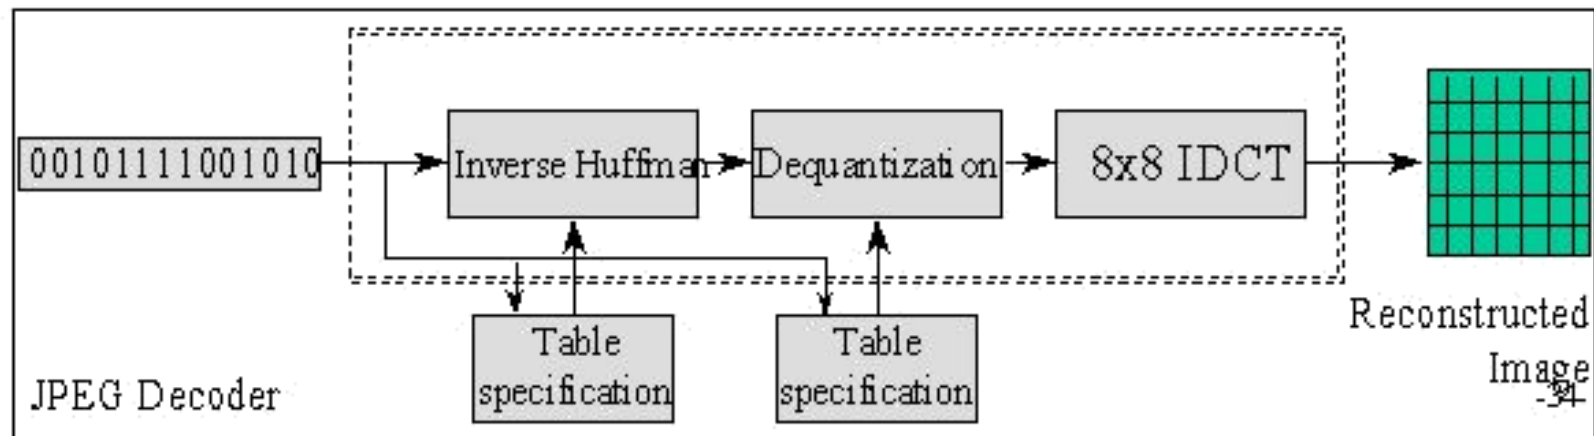 00101111001010
Inverse Huffman
Dequantization
8x8 IDCT
Table
specification
Table
specification
Reconstructed
Image
JPEG Decoder